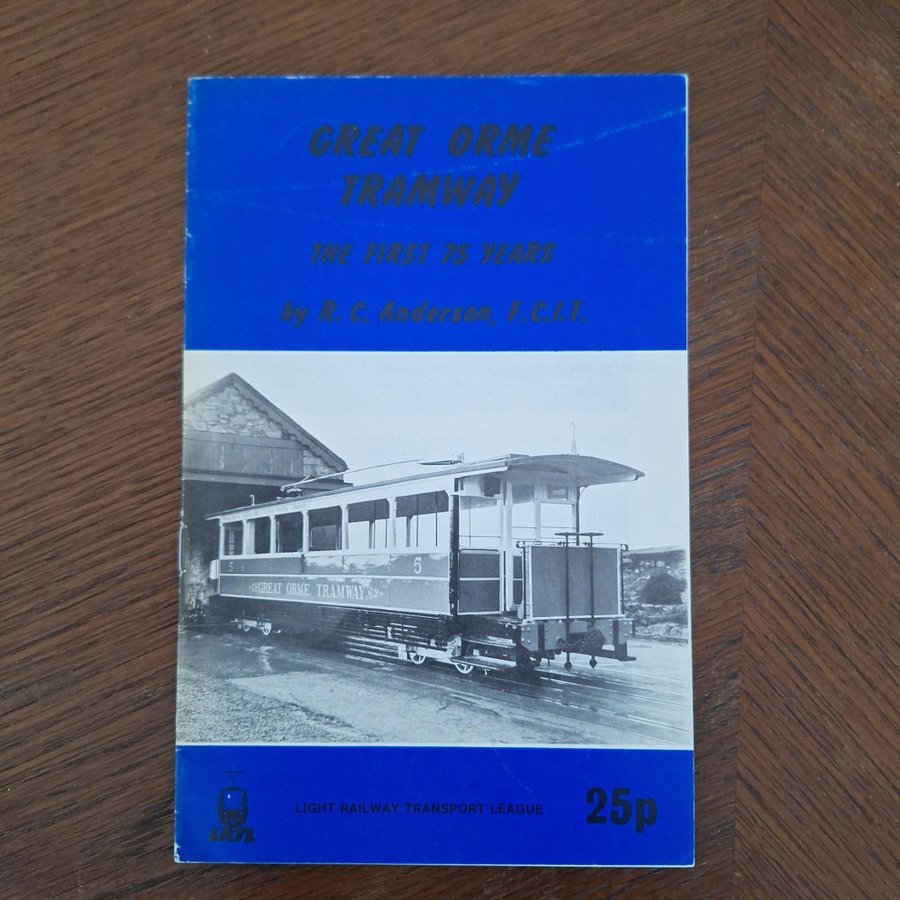 GREAT ORME
TRAMWAY
THE FIRST 75 YEARS
by R. C. Anderson, F.C.I.T.
5 5
GREAT ORME TRAMWAY
LRTL
LIGHT RAILWAY TRANSPORT LEAGUE
25p